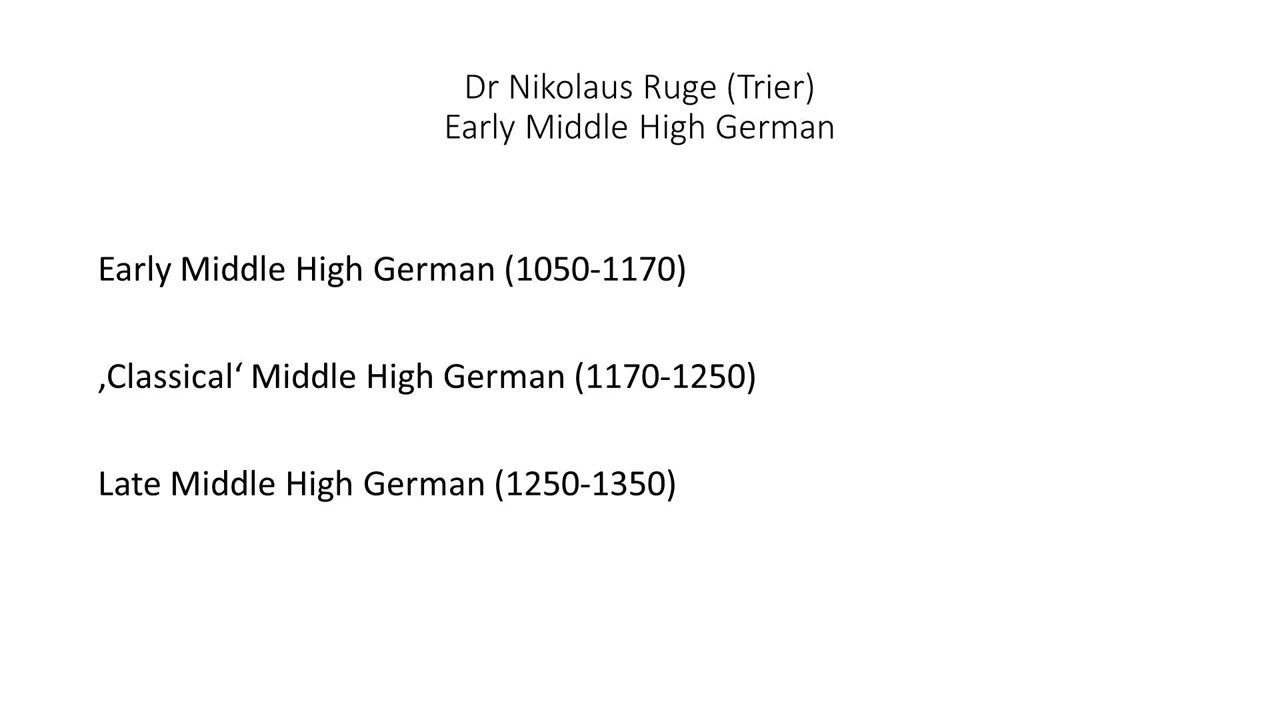 Dr Nikolaus Ruge (Trier)
Early Middle High German
Early Middle High German (1050-1170)
‚Classical‘ Middle High German (1170-1250)
Late Middle High German (1250-1350)